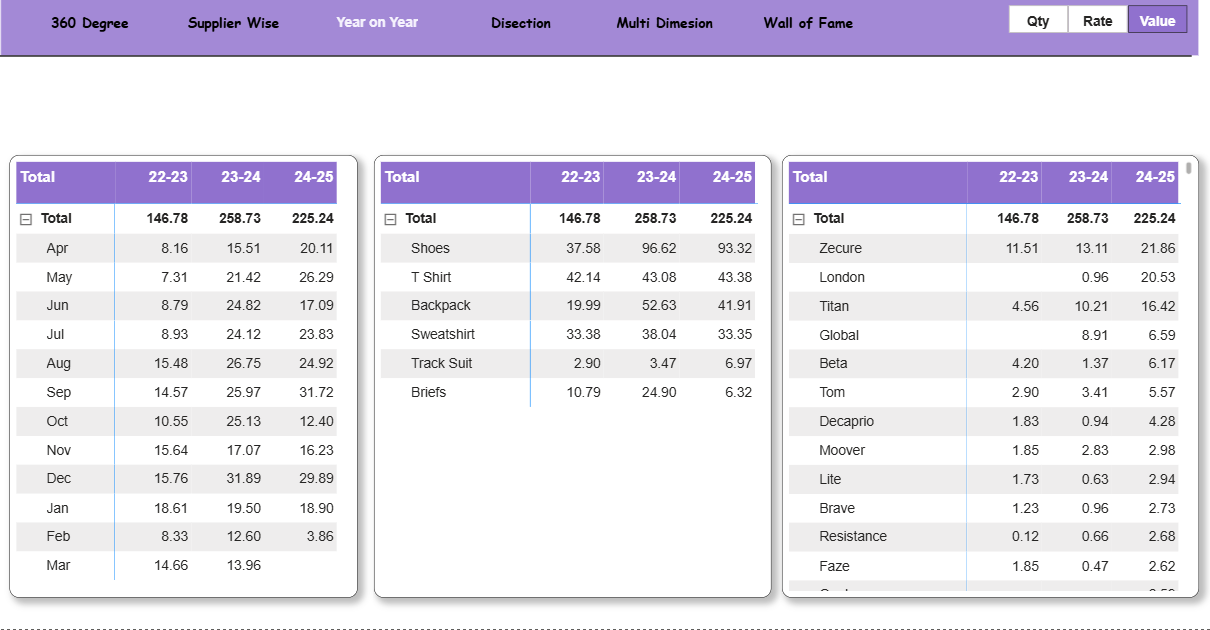 360 Degree Supplier Wise Year on Year Disection Multi Dimesion Wall of Fame Qty Rate Value
Total 22-23 23-24 24-25
Total 146.78 258.73 225.24
Apr 8.16 15.51 20.11
May 7.31 21.42 26.29
Jun 8.79 24.82 17.09
Jul 8.93 24.12 23.83
Aug 15.48 26.75 24.92
Sep 14.57 25.97 31.72
Oct 10.55 25.13 12.40
Nov 15.64 17.07 16.23
Dec 15.76 31.89 29.89
Jan 18.61 19.50 18.90
Feb 8.33 12.60 3.86
Mar 14.66 13.96
Total 22-23 23-24 24-25
Total 146.78 258.73 225.24
Shoes 37.58 96.62 93.32
T Shirt 42.14 43.08 43.38
Backpack 19.99 52.63 41.91
Sweatshirt 33.38 38.04 33.35
Track Suit 2.90 3.47 6.97
Briefs 10.79 24.90 6.32
Total 22-23 23-24 24-25
Total 146.78 258.73 225.24
Zecure 11.51 13.11 21.86
London 0.96 20.53
Titan 4.56 10.21 16.42
Global 8.91 6.59
Beta 4.20 1.37 6.17
Tom 2.90 3.41 5.57
Decaprio 1.83 0.94 4.28
Moover 1.85 2.83 2.98
Lite 1.73 0.63 2.94
Brave 1.23 0.96 2.73
Resistance 0.12 0.66 2.68
Faze 1.85 0.47 2.62